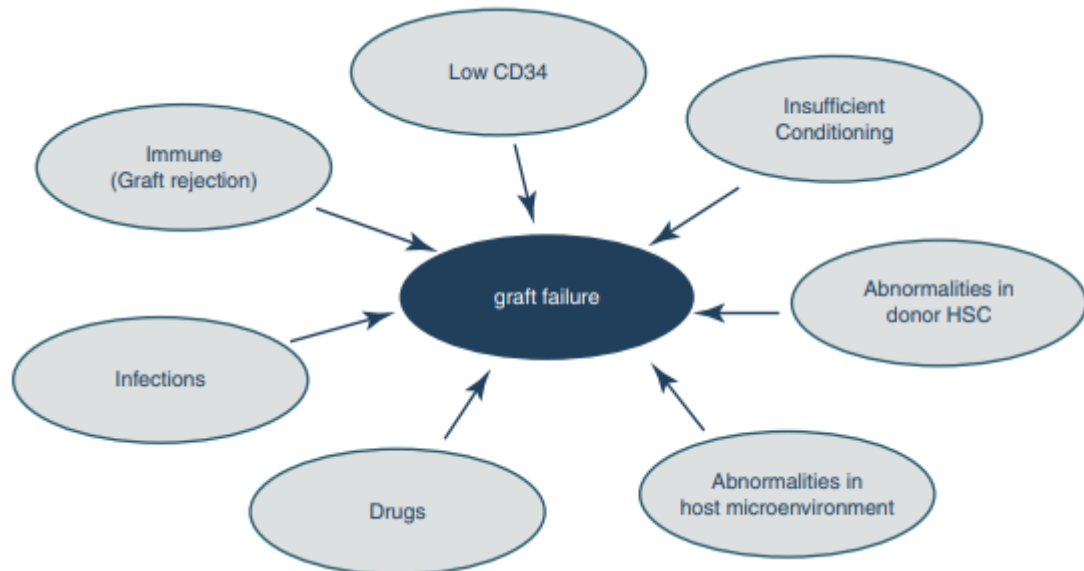 Low CD34
Insufficient
Conditioning
Immune
(Graft rejection)
graft failure
Abnormalities in
donor HSC
Infections
Abnormalities in
host microenvironment
Drugs